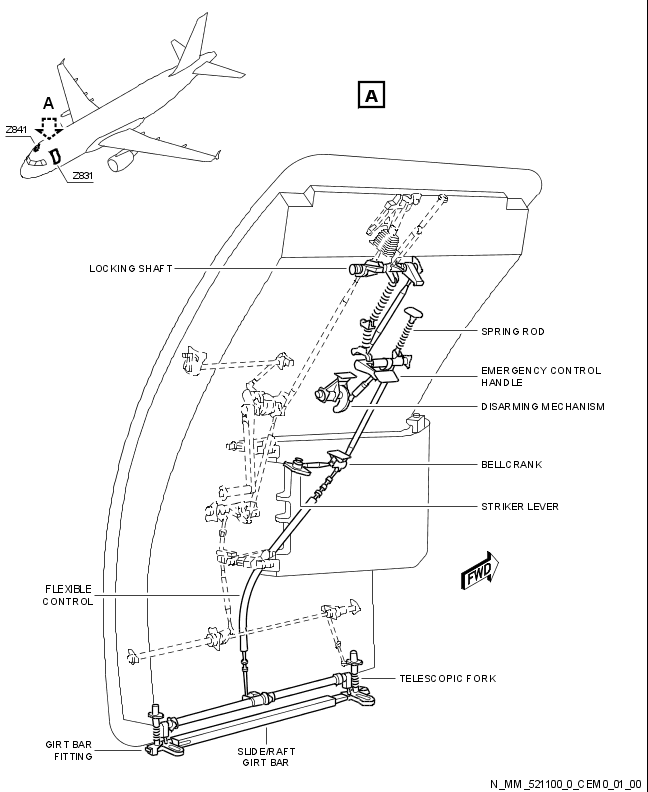 A
A
Z841
Z831
LOCKING SHAFT
SPRING ROD
EMERGENCY CONTROL
HANDLE
DISARMING MECHANISM
BELLCRANK
STRIKER LEVER
FWD
FLEXIBLE
CONTROL
TELESCOPIC FORK
GIRT BAR
FITTING
SLIDE/RAFT
GIRT BAR
N_MM_521100_0_CEM0_01_00